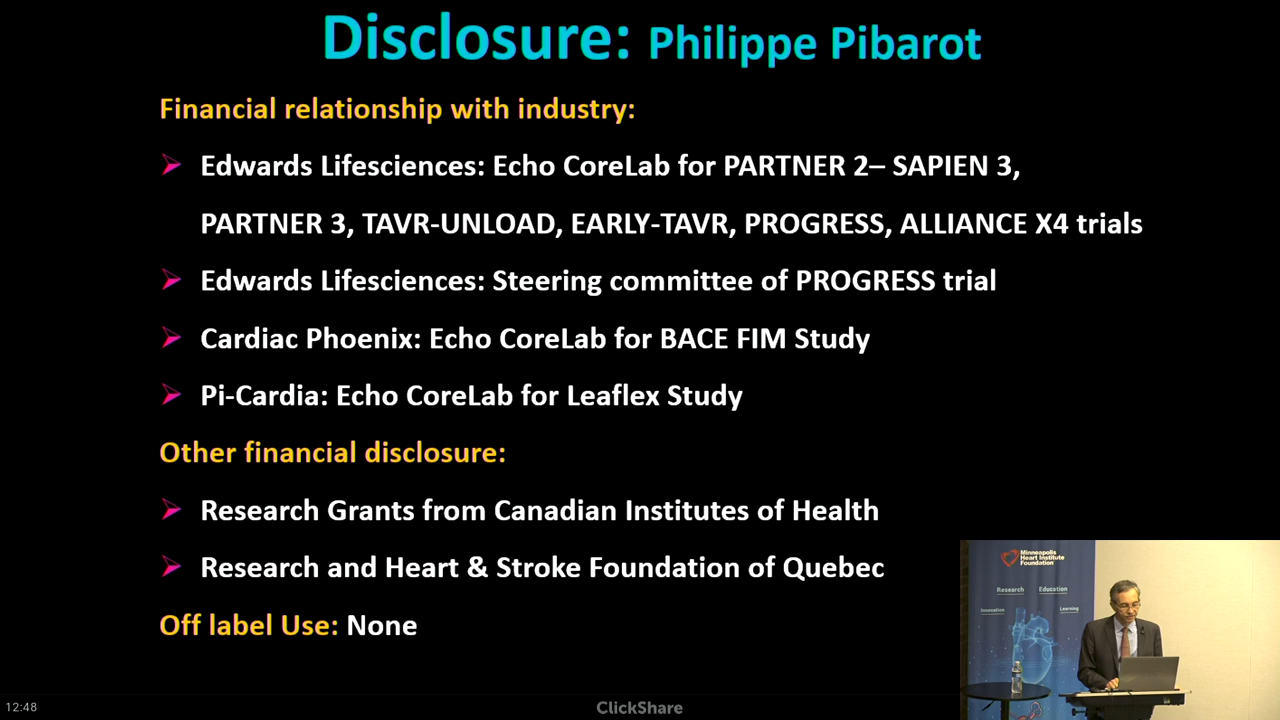 Disclosure: Philippe Pibarot
Financial relationship with industry:
Edwards Lifesciences: Echo CoreLab for PARTNER 2– SAPIEN 3,
PARTNER 3, TAVR-UNLOAD, EARLY-TAVR, PROGRESS, ALLIANCE X4 trials
Edwards Lifesciences: Steering committee of PROGRESS trial
Cardiac Phoenix: Echo CoreLab for BACE FIM Study
Pi-Cardia: Echo CoreLab for Leaflex Study
Other financial disclosure:
Research Grants from Canadian Institutes of Health
Research and Heart & Stroke Foundation of Quebec
Off label Use: None
Minneapolis
Heart Institute
Foundation
Research Education
Innovation Learning
12:48
ClickShare